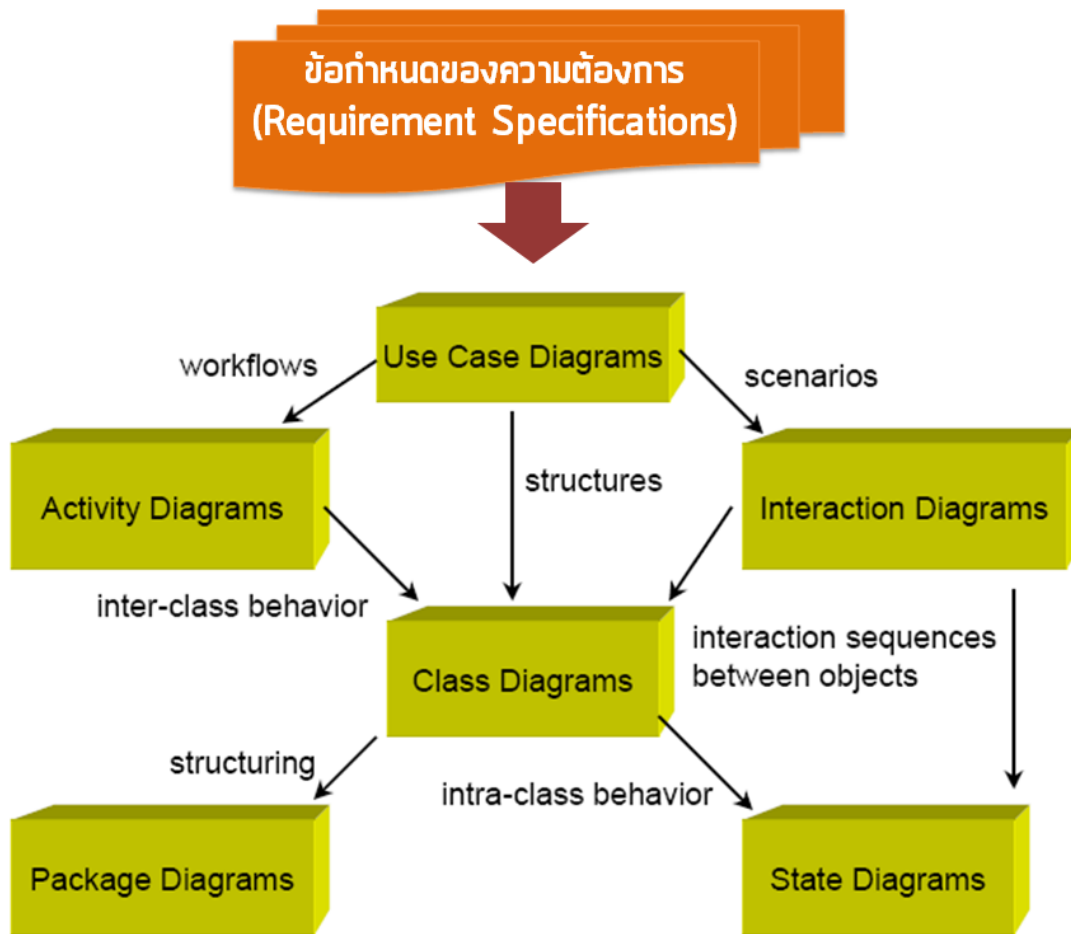 ข้อกำหนดของความต้องการ
(Requirement Specifications)
Use Case Diagrams
workflows
scenarios
structures
Activity Diagrams
Interaction Diagrams
inter-class behavior
interaction sequences
between objects
Class Diagrams
structuring
intra-class behavior
Package Diagrams
State Diagrams